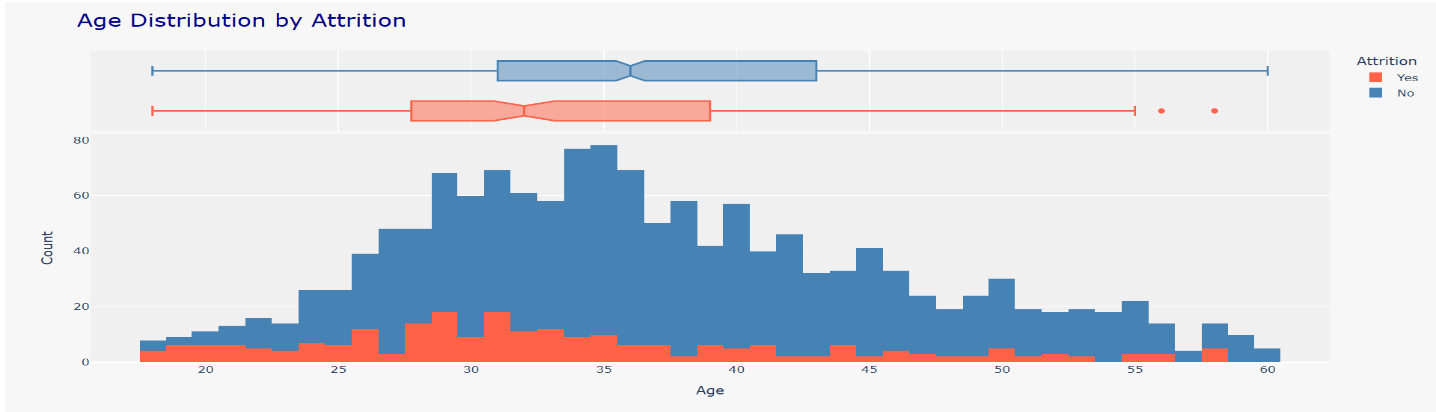 Age Distribution by Attrition
Attrition
Yes
No
80
60
40
20
0
Count
20 25 30 35 40 45 50 55 60
Age